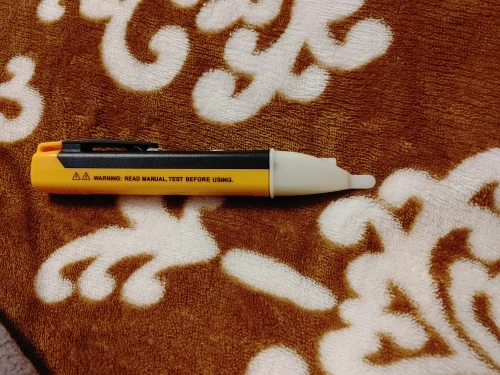 WARNING: READ MANUAL, TEST BEFORE USING.